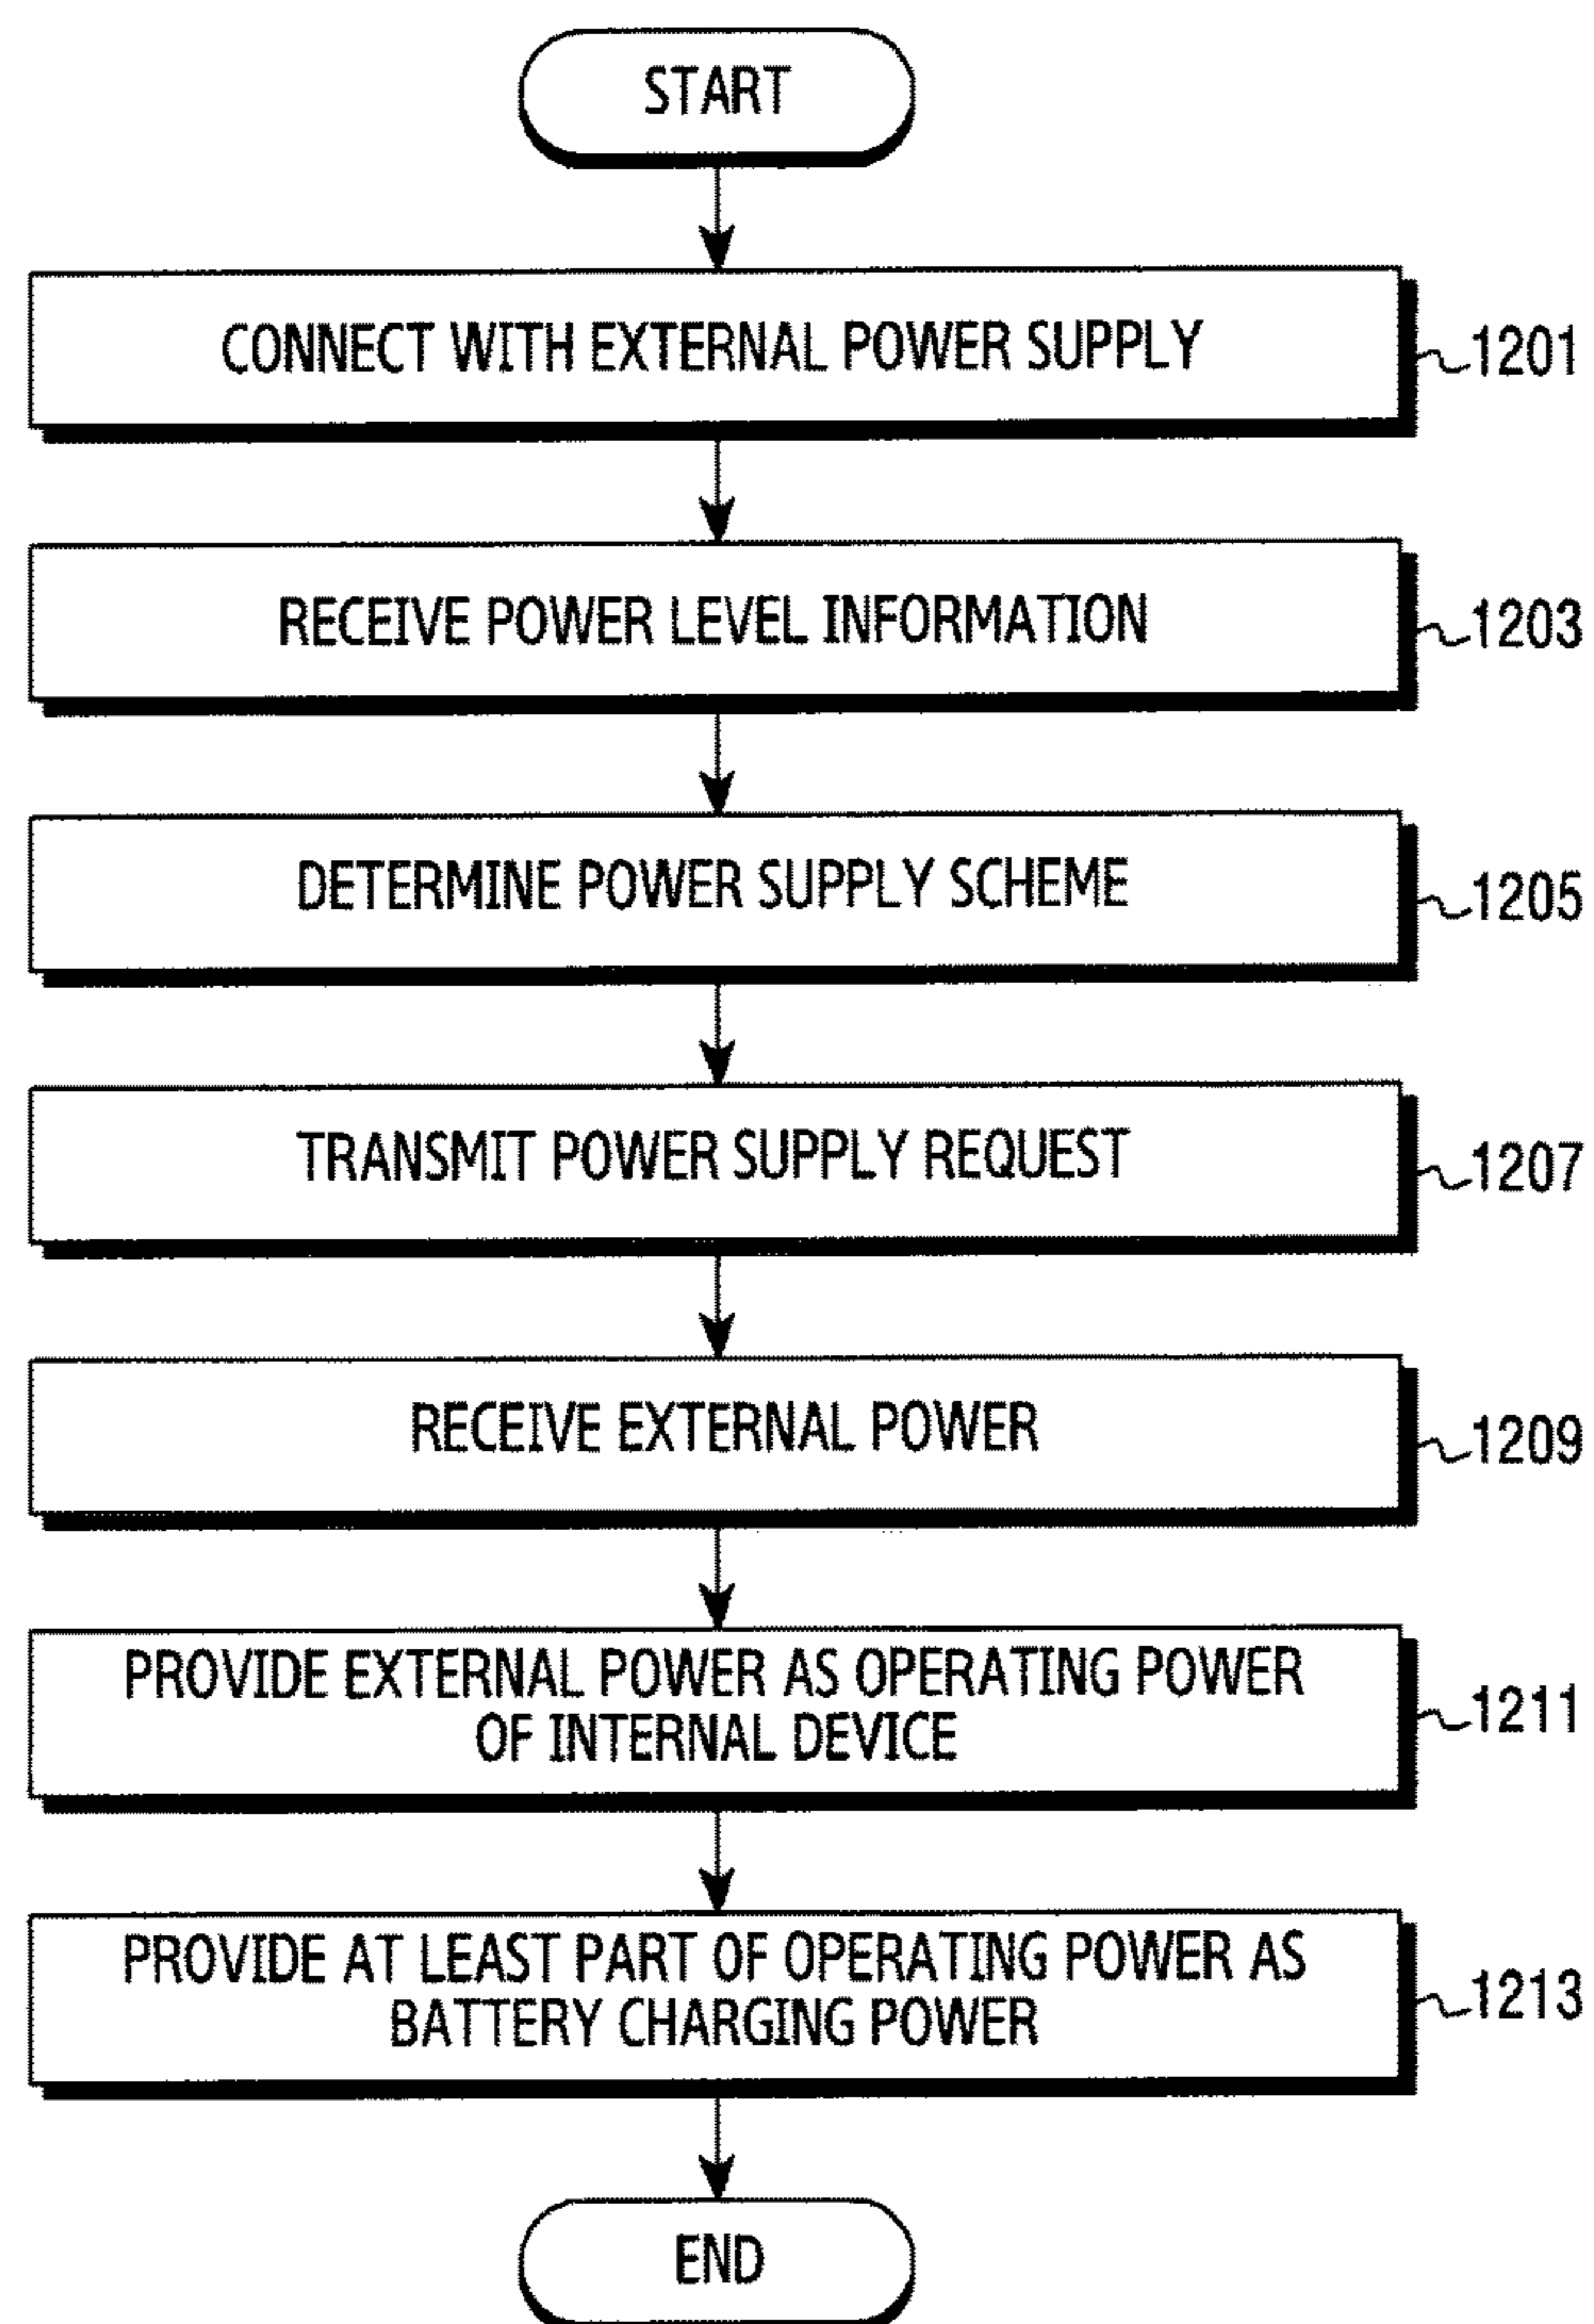 START
CONNECT WITH EXTERNAL POWER SUPPLY
1201
RECEIVE POWER LEVEL INFORMATION
1203
DETERMINE POWER SUPPLY SCHEME
1205
TRANSMIT POWER SUPPLY REQUEST
1207
RECEIVE EXTERNAL POWER
1209
PROVIDE EXTERNAL POWER AS OPERATING POWER
OF INTERNAL DEVICE
1211
PROVIDE AT LEAST PART OF OPERATING POWER AS
BATTERY CHARGING POWER
1213
END